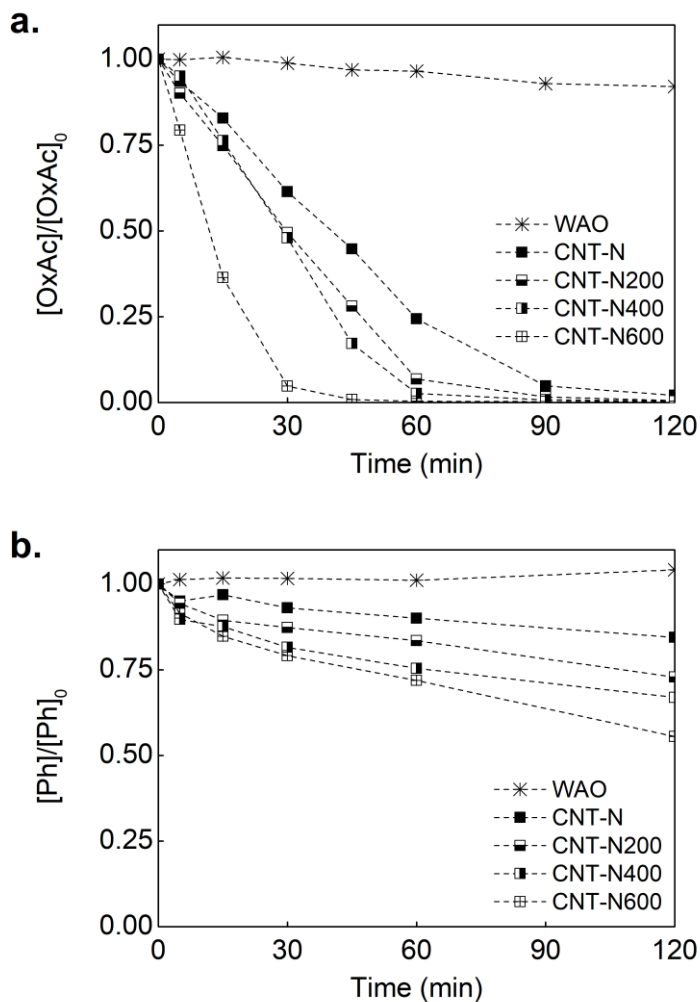 a.
1.00
0.75
0.50
0.25
0.00
[OxAc]/[OxAc]0
WAO
CNT-N
CNT-N200
CNT-N400
CNT-N600
0 30 60 90 120
Time (min)
b.
1.00
0.75
0.50
0.25
0.00
[Ph]/[Ph]0
WAO
CNT-N
CNT-N200
CNT-N400
CNT-N600
0 30 60 90 120
Time (min)